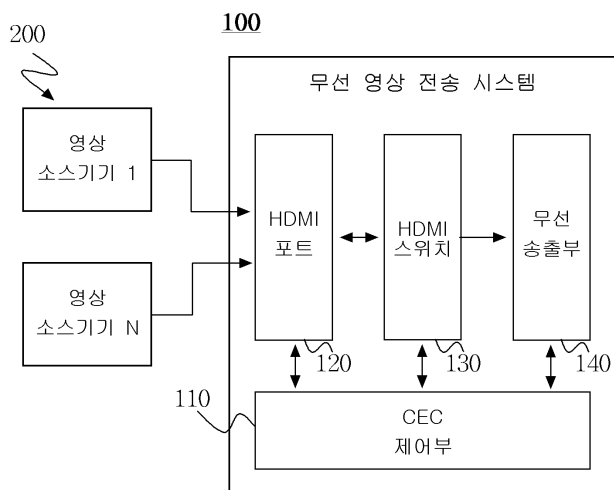 100
200
무선 영상 전송 시스템
영상
소스기기 1
영상
소스기기 N
HDMI
포트
HDMI
스위치
무선
송출부
120
130
140
110
CEC
제어부